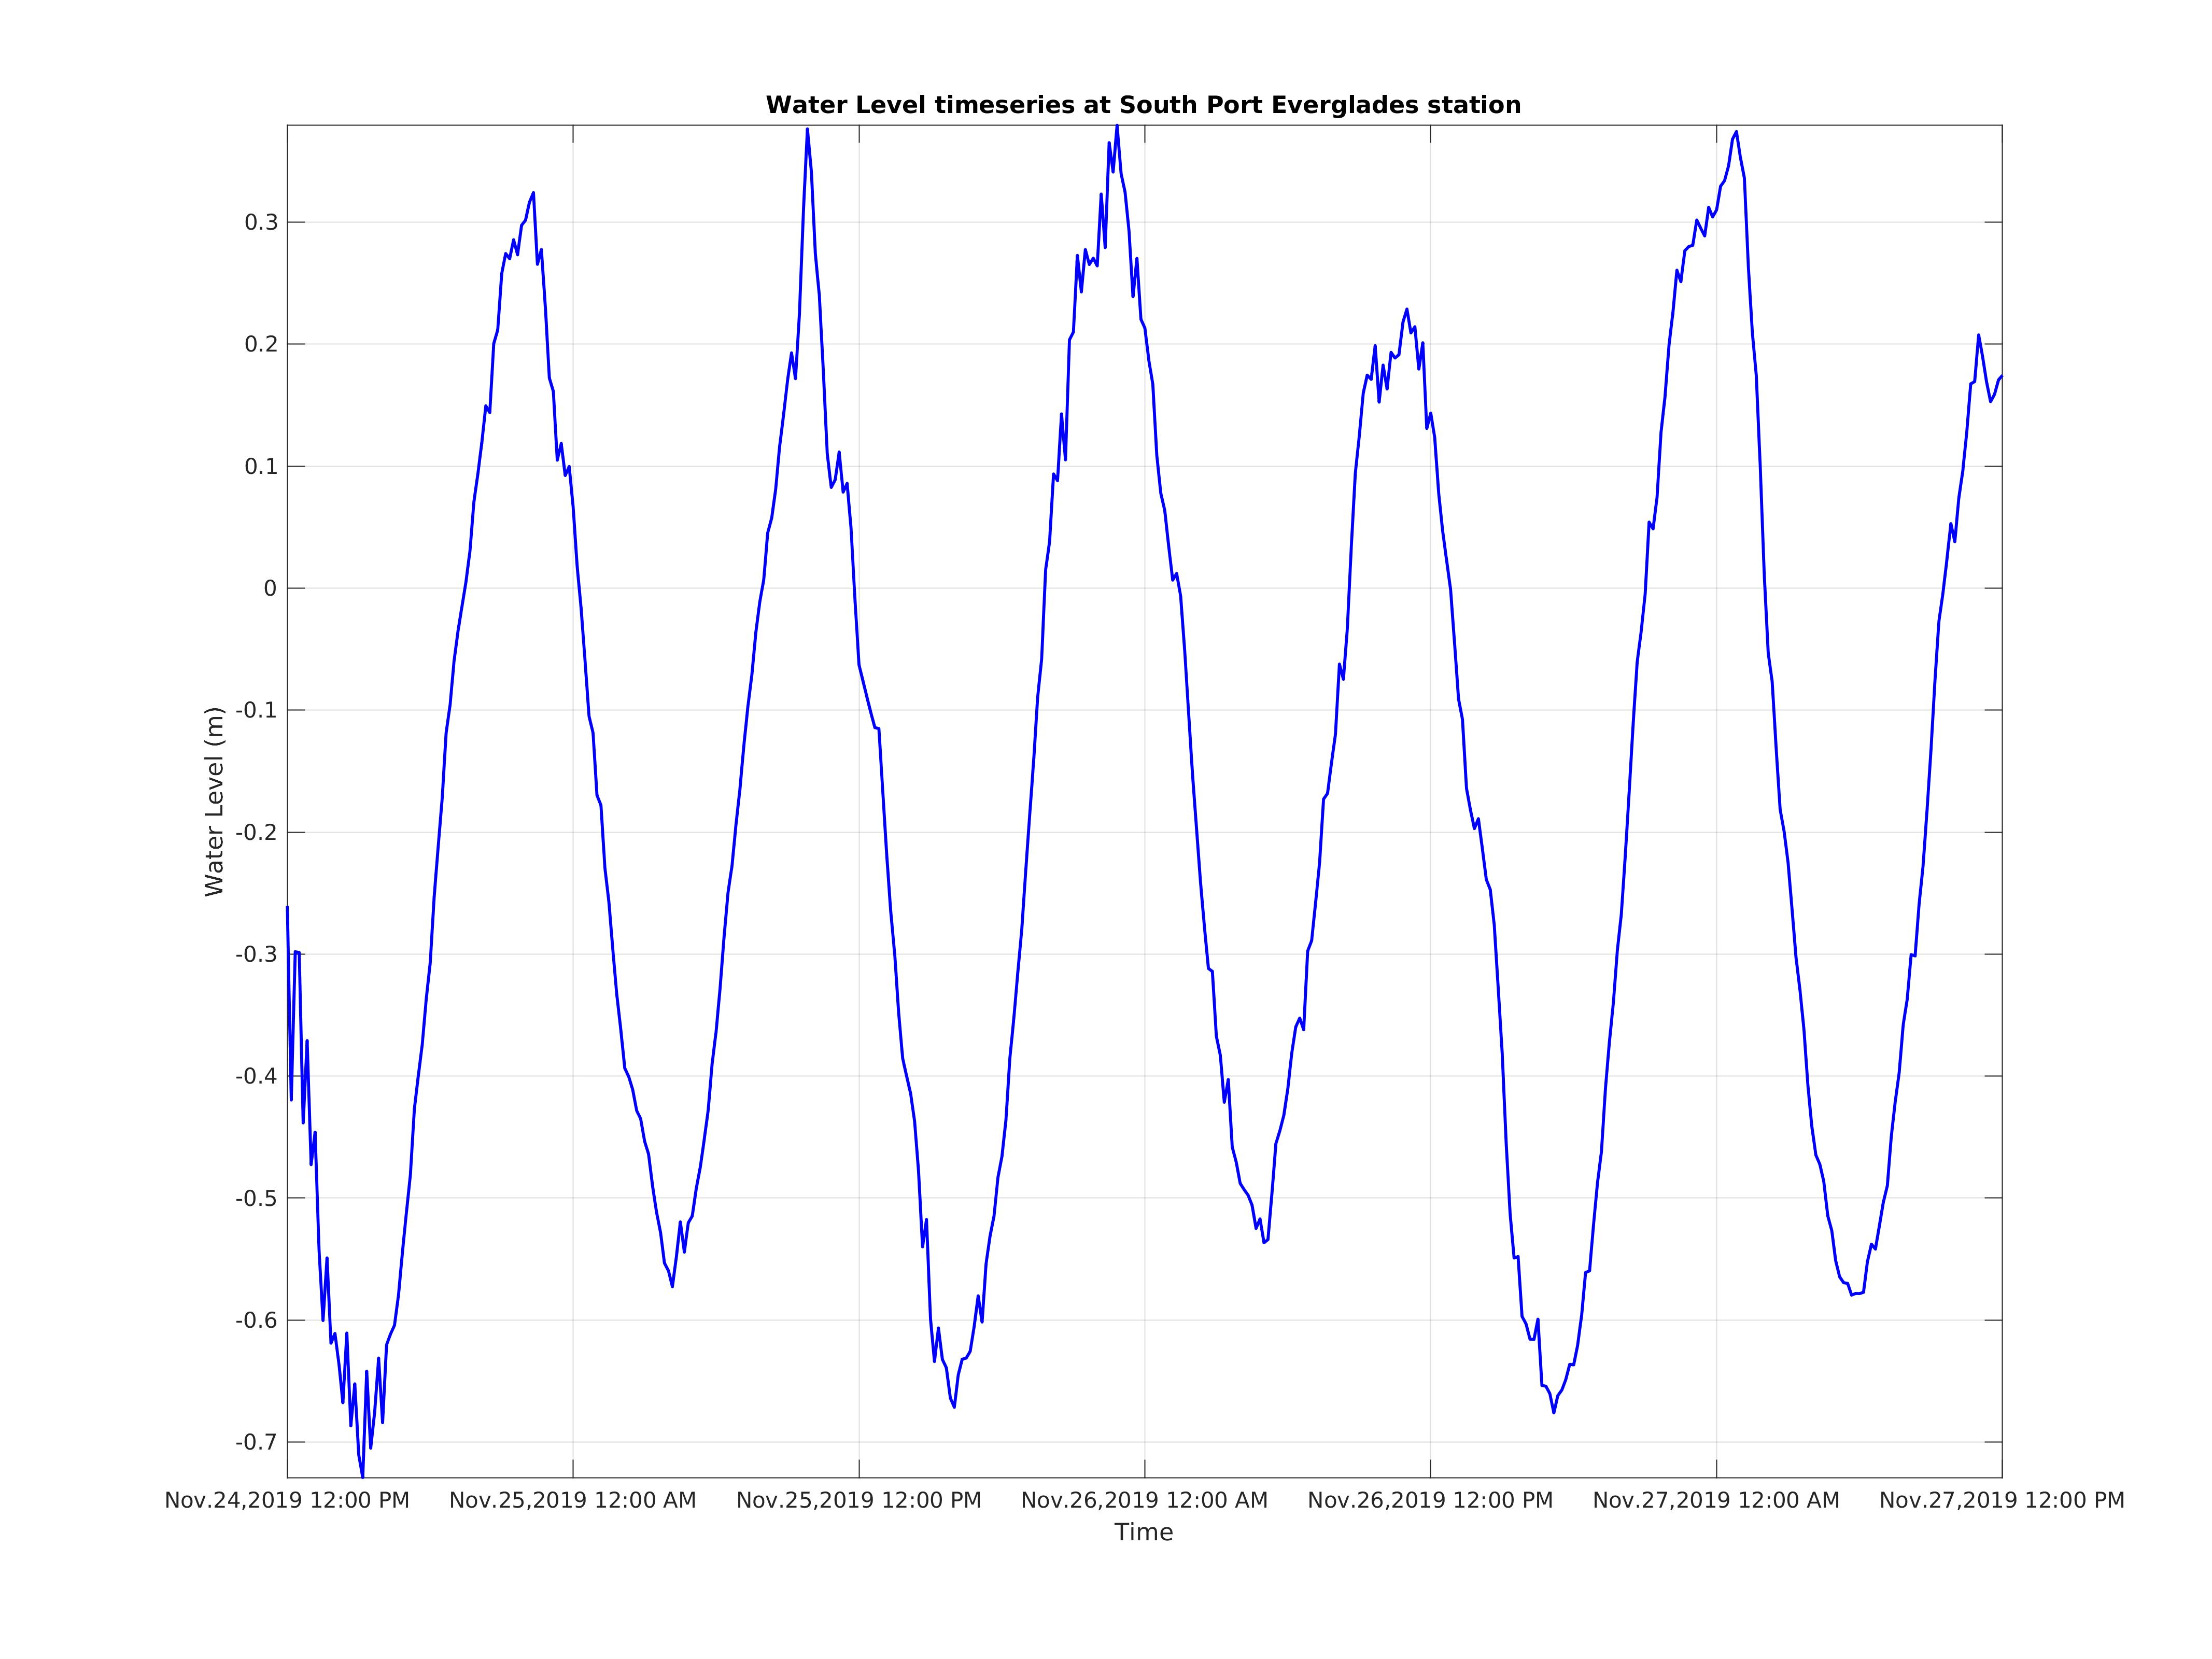 Water Level timeseries at South Port Everglades station
0.3
0.2
0.1
0
-0.1
-0.2
-0.3
-0.4
-0.5
-0.6
-0.7
Water Level (m)
Nov.24,2019 12:00 PM
Nov.25,2019 12:00 AM
Nov.25,2019 12:00 PM
Nov.26,2019 12:00 AM
Nov.26,2019 12:00 PM
Nov.27,2019 12:00 AM
Nov.27,2019 12:00 PM
Time